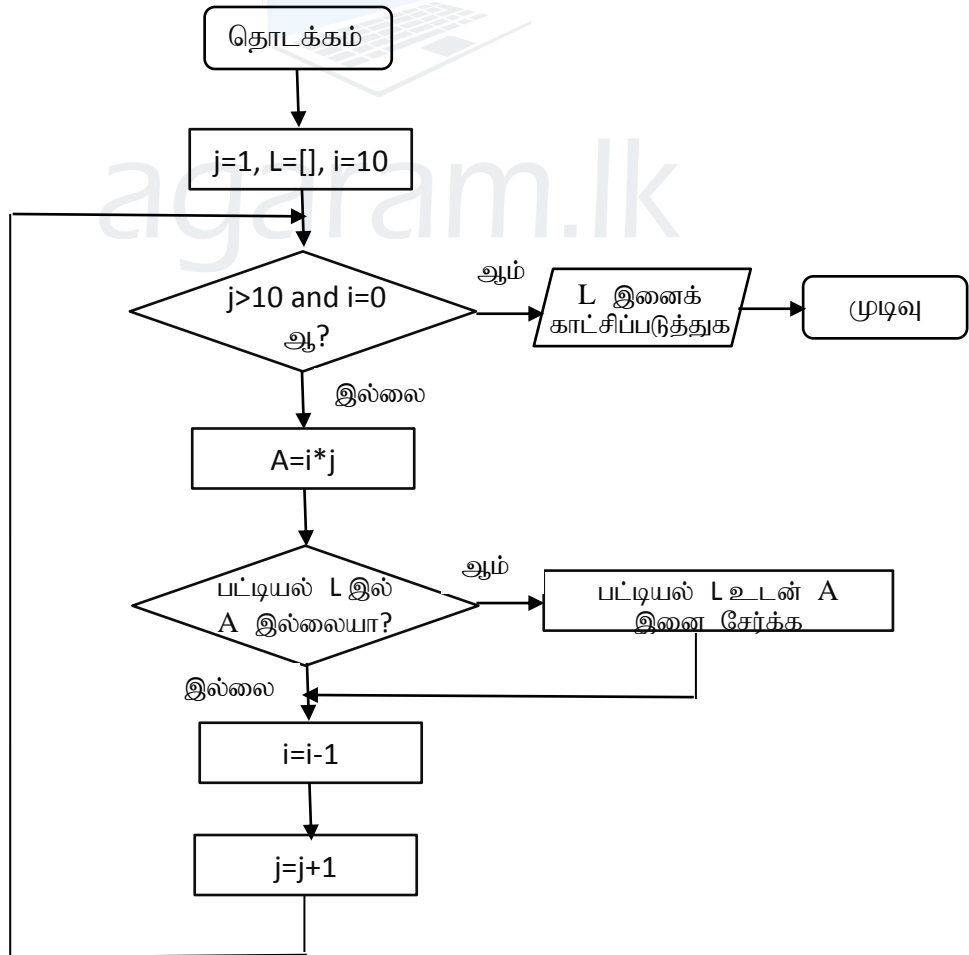 தொடக்கம்
j=1, L=[], i=10
agaram.lk
j>10 and i=0
ஆ?
ஆம்
L இனைக்
காட்சிப்படுத்துக
முடிவு
இல்லை
A=i*j
பட்டியல் L இல்
A இல்லையா?
ஆம்
பட்டியல் L உடன் A
இனை சேர்க்க
இல்லை
i=i-1
j=j+1